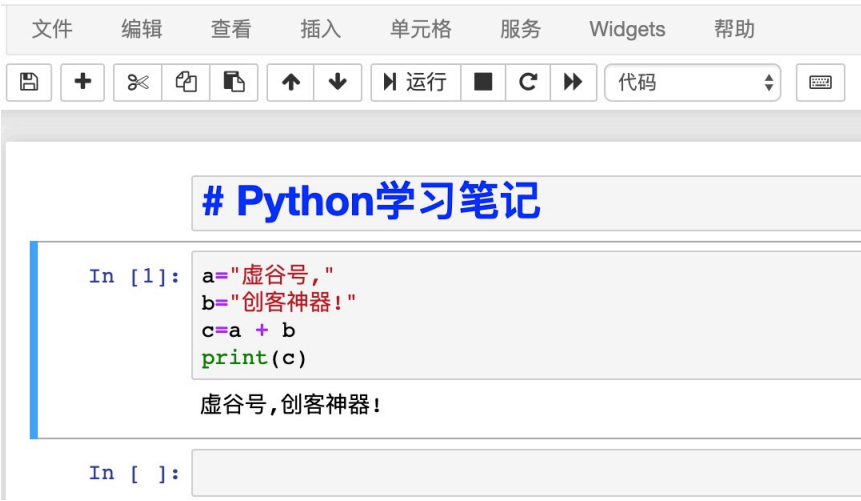 文件 编辑 查看 插入 单元格 服务 Widgets 帮助
运行 代码
# Python学习笔记
In [1]: a="虚谷号,"
b="创客神器!"
c=a + b
print(c)
虚谷号,创客神器!
In [ ]: